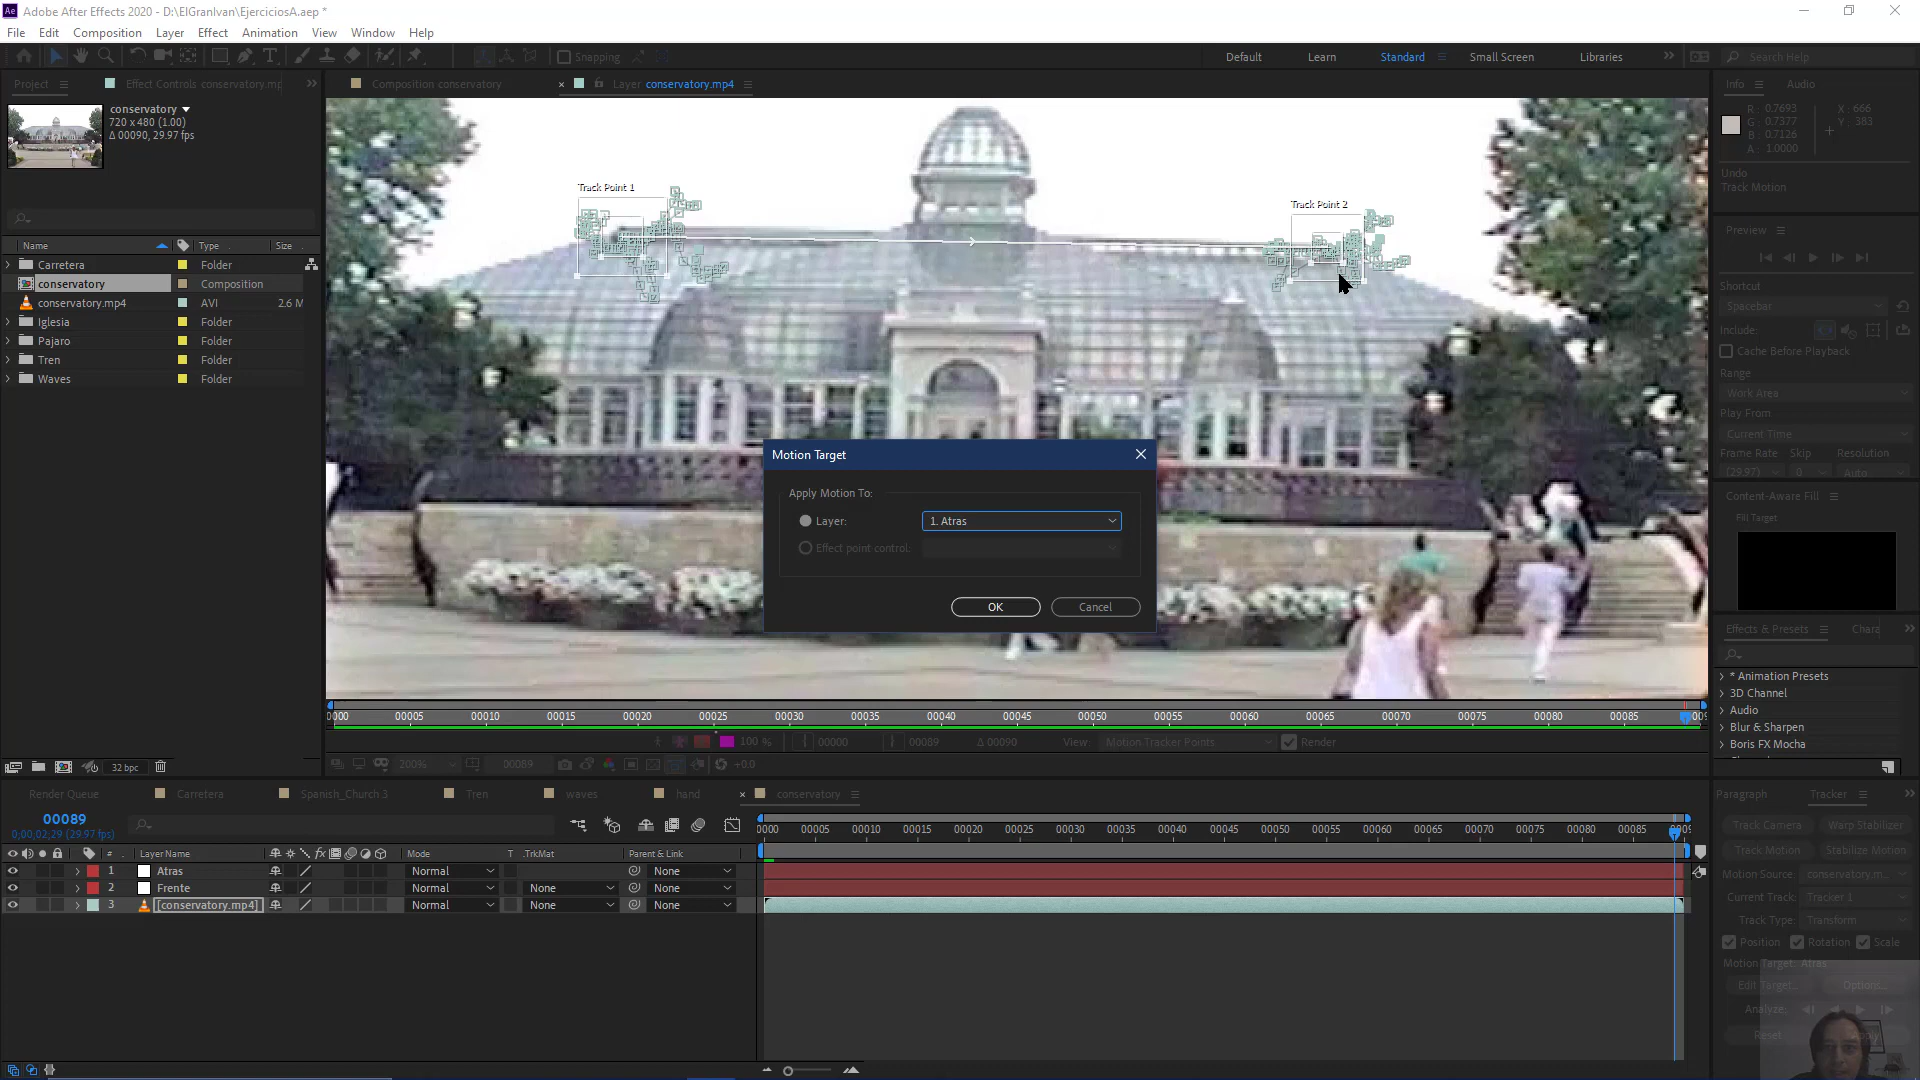 Adobe After Effects 2020 - D:\ElGranIvan\EjerciciosA.aep *
File Edit Composition Layer Effect Animation View Window Help
Snapping
Default Learn Standard Small Screen Libraries
Search Help
Project
Effect Controls conservatory.mp
Composition conservatory
Layer conservatory.mp4
Info
Audio
conservatory
720 x 480 (1.00)
Δ 00090, 29.97 fps
R: 0.7693
G: 0.7377
B: 0.7126
A: 1.0000
X: 666
Y: 383
Undo
Track Motion
Name Type Size
Carretera Folder
conservatory Composition
conservatory.mp4 AVI 2.6 M
Iglesia Folder
Pajaro Folder
Tren Folder
Waves Folder
Track Point 1
Track Point 2
Preview
Shortcut
Spacebar
Include:
Cache Before Playback
Range
Work Area
Play From
Current Time
Frame Rate Skip Resolution
(29.97) 0 Auto
Content-Aware Fill
Fill Target
Motion Target
Apply Motion To:
Layer: 1. Atras
Effect point control:
OK Cancel
Effects & Presets
Chara
* Animation Presets
3D Channel
Audio
Blur & Sharpen
Boris FX Mocha
0000 00005 00010 00015 00020 00025 00030 00035 00040 00045 00050 00055 00060 00065 00070 00075 00080 00085 0009
100 % 00000 00089 Δ 00090 View: Motion Tracker Points Render
32 bpc
200% 00089 +0.0
Render Queue Carretera Spanish_Church 3 Tren waves hand conservatory
00089
0;00;02;29 (29.97 fps)
0000 00005 00010 00015 00020 00025 00030 00035 00040 00045 00050 00055 00060 00065 00070 00075 00080 00085 0009
# Layer Name Mode T .TrkMat Parent & Link
1 Atras Normal None
2 Frente Normal None None
3 [conservatory.mp4] Normal None None
Paragraph
Tracker
Track Camera Warp Stabilizer
Track Motion Stabilize Motion
Motion Source: conservatory.m...
Current Track: Tracker 1
Track Type: Transform
Position Rotation Scale
Motion Target: Atras
Edit Target... Options...
Analyze:
Reset Apply